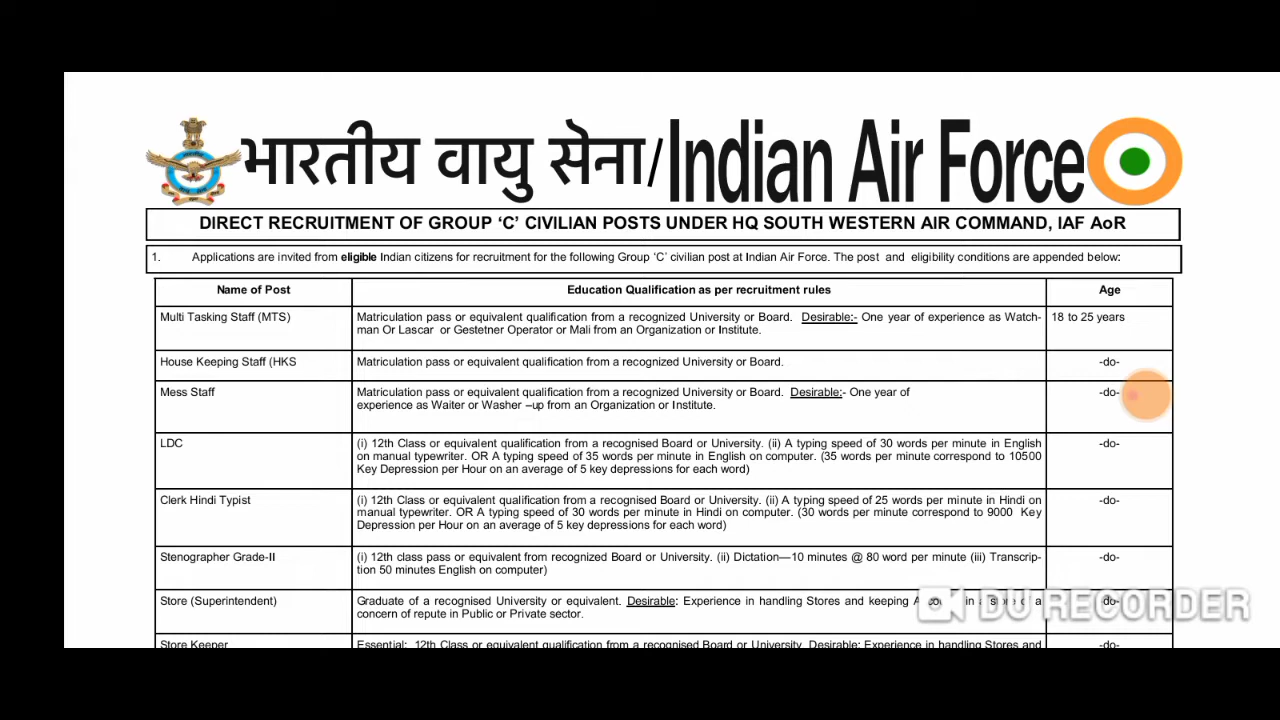 भारतीय वायु सेना/Indian Air Force
DIRECT RECRUITMENT OF GROUP ‘C’ CIVILIAN POSTS UNDER HQ SOUTH WESTERN AIR COMMAND, IAF AoR
1. Applications are invited from eligible Indian citizens for recruitment for the following Group ‘C’ civilian post at Indian Air Force. The post and eligibility conditions are appended below:
Name of Post Education Qualification as per recruitment rules Age
Multi Tasking Staff (MTS) Matriculation pass or equivalent qualification from a recognized University or Board. Desirable:- One year of experience as Watch- 18 to 25 years
man Or Lascar or Gestetner Operator or Mali from an Organization or Institute.
House Keeping Staff (HKS Matriculation pass or equivalent qualification from a recognized University or Board. -do-
Mess Staff Matriculation pass or equivalent qualification from a recognized University or Board. Desirable:- One year of -do-
experience as Waiter or Washer –up from an Organization or Institute.
LDC (i) 12th Class or equivalent qualification from a recognised Board or University. (ii) A typing speed of 30 words per minute in English -do-
on manual typewriter. OR A typing speed of 35 words per minute in English on computer. (35 words per minute correspond to 10500
Key Depression per Hour on an average of 5 key depressions for each word)
Clerk Hindi Typist (i) 12th Class or equivalent qualification from a recognised Board or University. (ii) A typing speed of 25 words per minute in Hindi on -do-
manual typewriter. OR A typing speed of 30 words per minute in Hindi on computer. (30 words per minute correspond to 9000 Key
Depression per Hour on an average of 5 key depressions for each word)
Stenographer Grade-II (i) 12th class pass or equivalent from recognized Board or University. (ii) Dictation—10 minutes @ 80 word per minute (iii) Transcrip- -do-
tion 50 minutes English on computer)
Store (Superintendent) Graduate of a recognised University or equivalent. Desirable: Experience in handling Stores and keeping in a store of a -do-
concern of repute in Public or Private sector.
DU RECORDER
Store Keeper Essential: 12th Class or equivalent qualification from a recognised Board or University. Desirable: Experience in handling Stores and -do-